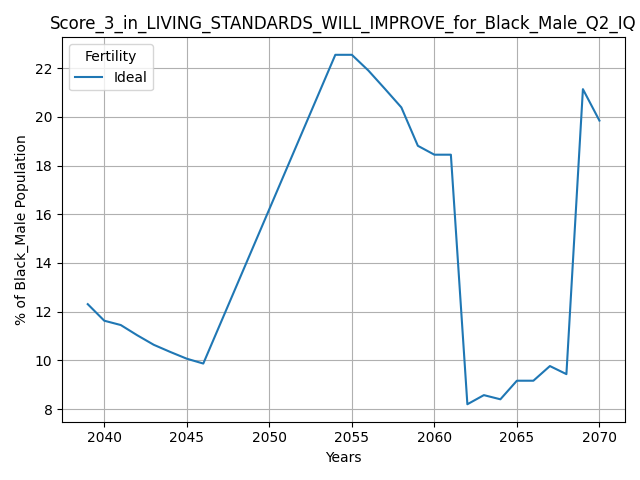 Score_3_in_LIVING_STANDARDS_WILL_IMPROVE_for_Black_Male_Q2_IQ
Fertility
Ideal
22
20
18
16
14
12
10
8
% of Black_Male Population
2040 2045 2050 2055 2060 2065 2070
Years